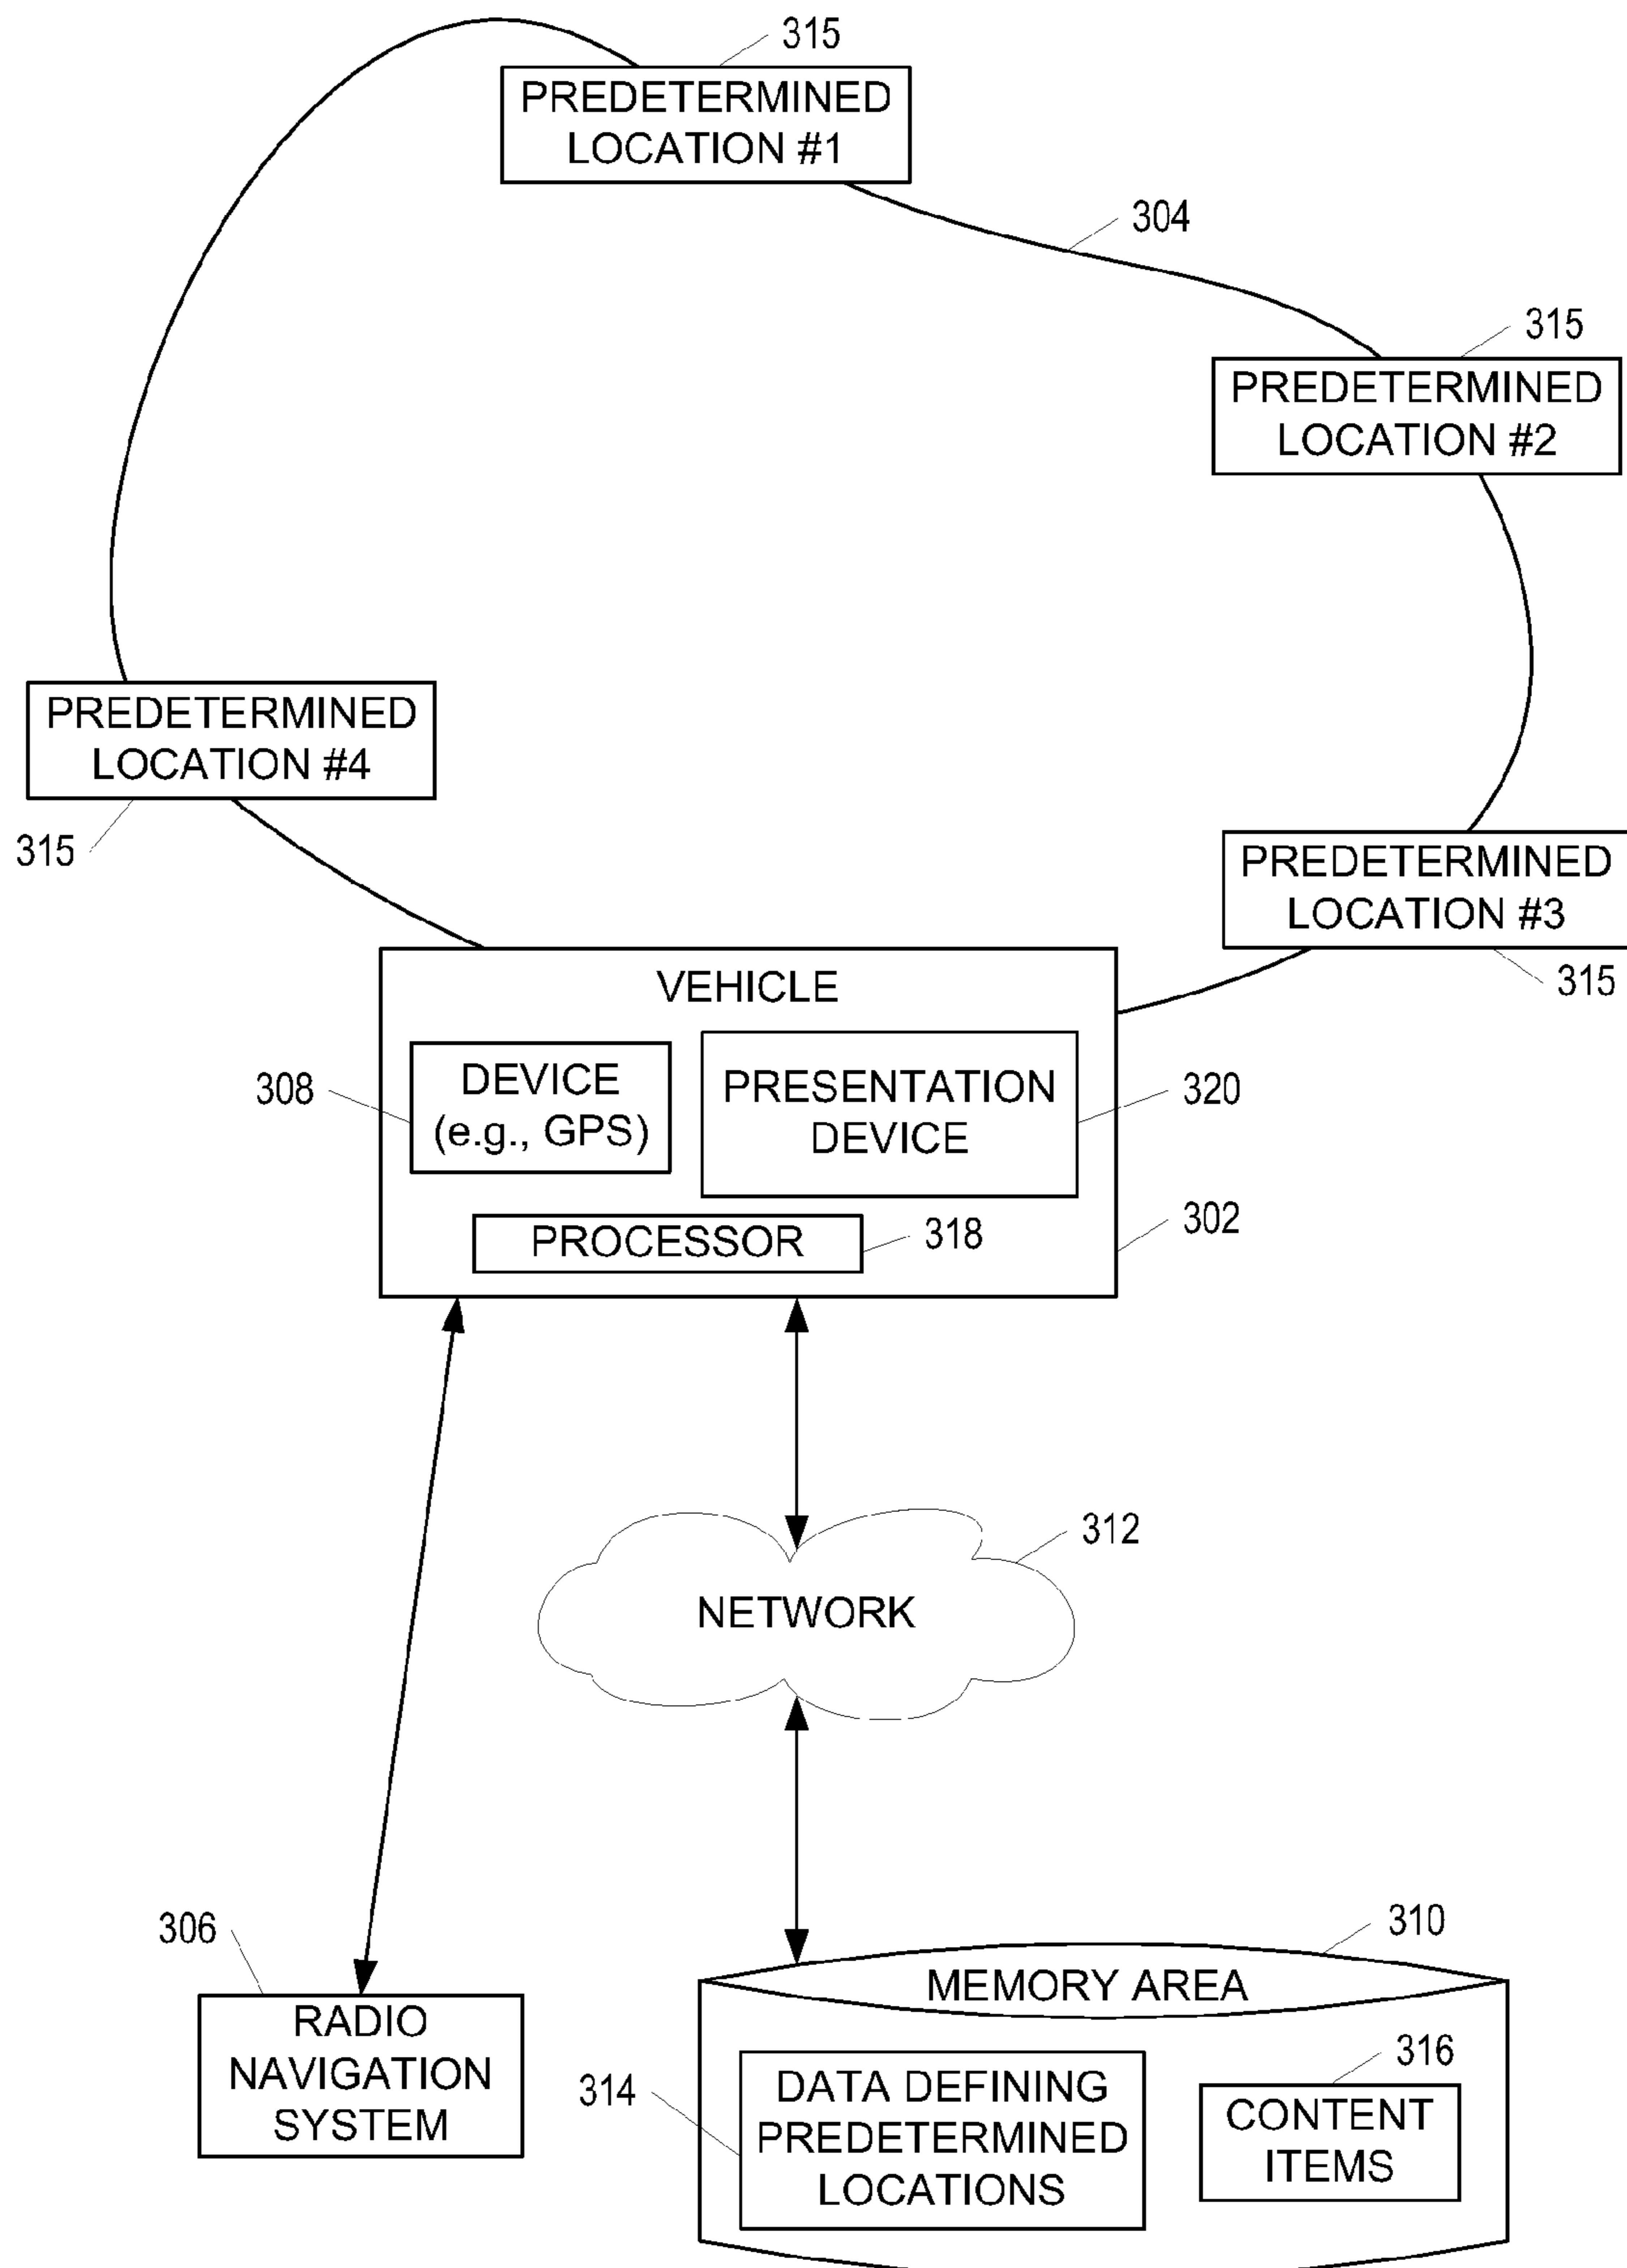 315
PREDETERMINED
LOCATION #1
304
315
PREDETERMINED
LOCATION #2
PREDETERMINED
LOCATION #4
315
PREDETERMINED
LOCATION #3
315
VEHICLE
308
DEVICE
(e.g., GPS)
PRESENTATION
DEVICE
320
302
PROCESSOR
318
312
NETWORK
306
RADIO
NAVIGATION
SYSTEM
310
MEMORY AREA
314
DATA DEFINING
PREDETERMINED
LOCATIONS
316
CONTENT
ITEMS